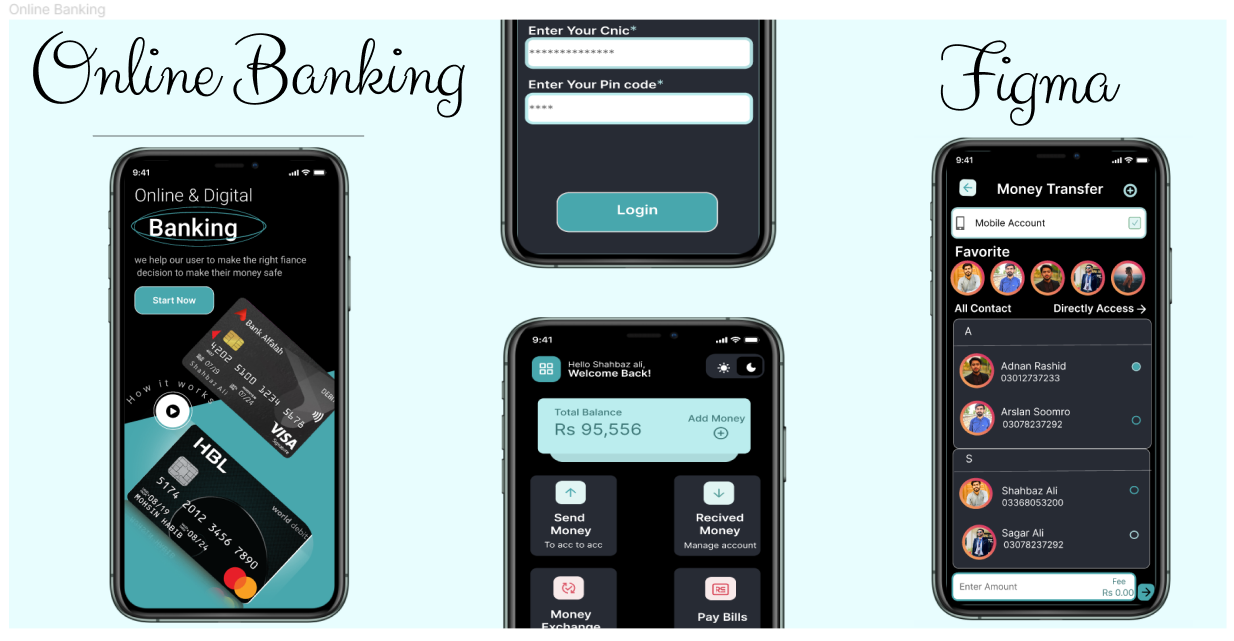 Online Banking
Online Banking
Figma
Enter Your Cnic*
**************
Enter Your Pin code*
****
Login
9:41
Online & Digital
Banking
we help our user to make the right fiance
decision to make their money safe
Start Now
Bank Alfalah
4202 5100 1234 5678
07/19
07/24
Shahbaz Ali
DEBIT
VISA
Signature
How it works
HBL
5174 2012 3456 7890
08/19
08/24
MOHSIN HABIB
world debit
9:41
Hello Shahbaz ali,
Welcome Back!
Total Balance
Rs 95,556
Add Money
Send
Money
To acc to acc
Recived
Money
Manage account
Money
Exchange
Pay Bills
9:41
Money Transfer
Mobile Account
Favorite
All Contact
Directly Access →
A
Adnan Rashid
03012737233
Arslan Soomro
03078237292
S
Shahbaz Ali
03368053200
Sagar Ali
03078237292
Enter Amount
Fee
Rs 0.00